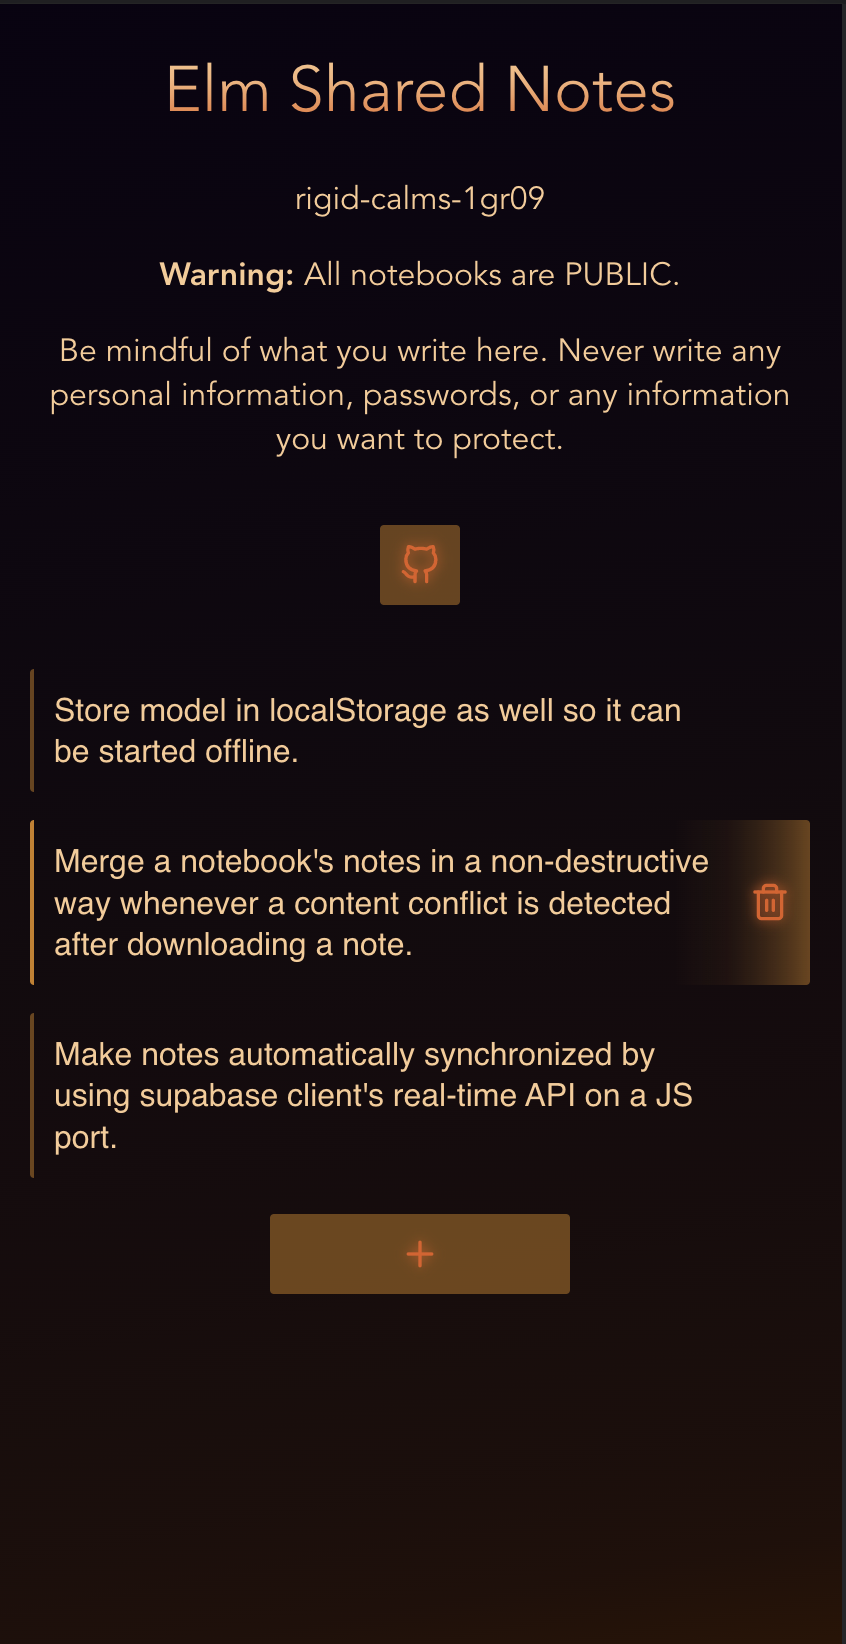 Elm Shared Notes
rigid-calms-1gr09
Warning: All notebooks are PUBLIC.
Be mindful of what you write here. Never write any
personal information, passwords, or any information
you want to protect.
Store model in localStorage as well so it can
be started offline.
Merge a notebook's notes in a non-destructive
way whenever a content conflict is detected
after downloading a note.
Make notes automatically synchronized by
using supabase client's real-time API on a JS
port.